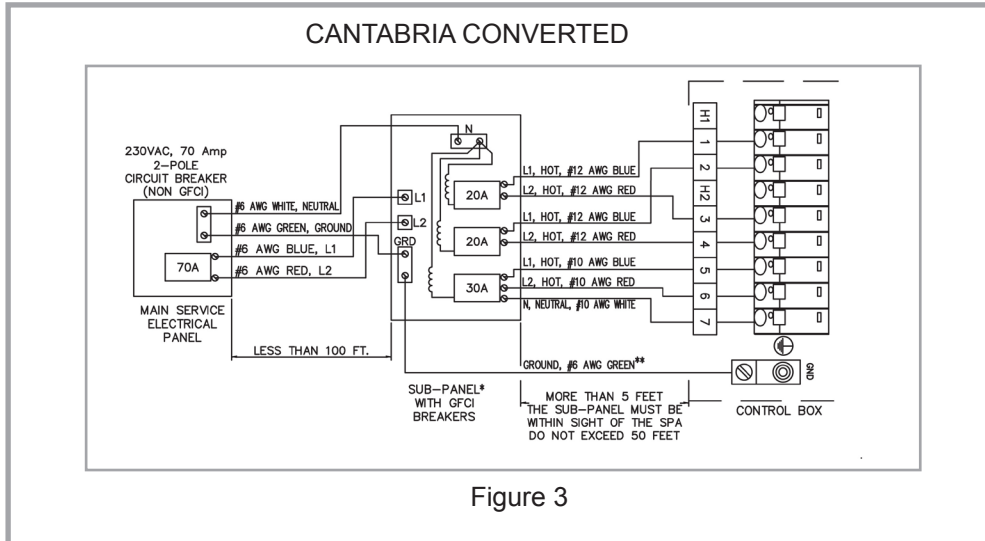 CANTABRIA CONVERTED
230VAC, 70 Amp
2-POLE
CIRCUIT BREAKER
(NON GFCI)
#6 AWG WHITE, NEUTRAL
#6 AWG GREEN, GROUND
#6 AWG BLUE, L1
#6 AWG RED, L2
70A
MAIN SERVICE
ELECTRICAL
PANEL
LESS THAN 100 FT.
N
L1
L2
GRD
20A
20A
30A
SUB-PANEL*
WITH GFCI
BREAKERS
L1, HOT, #12 AWG BLUE
L2, HOT, #12 AWG RED
L1, HOT, #12 AWG BLUE
L2, HOT, #12 AWG RED
L1, HOT, #10 AWG BLUE
L2, HOT, #10 AWG RED
N, NEUTRAL, #10 AWG WHITE
GROUND, #6 AWG GREEN**
MORE THAN 5 FEET
THE SUB-PANEL MUST BE
WITHIN SIGHT OF THE SPA
DO NOT EXCEED 50 FEET
H1
1
2
H2
3
4
5
6
7
GND
CONTROL BOX
Figure 3